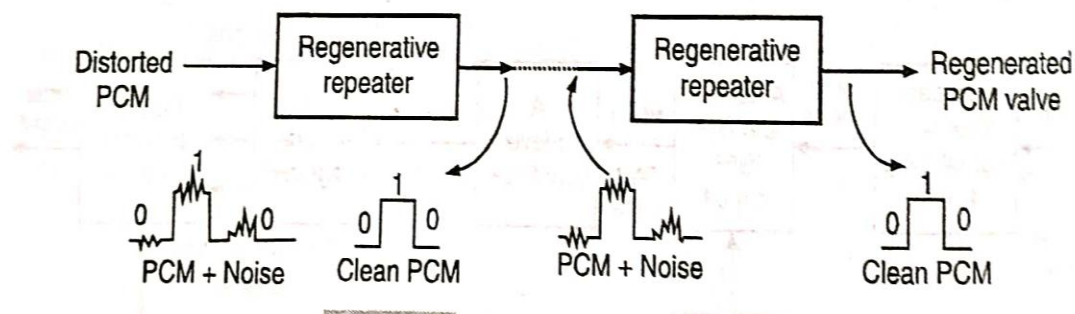 Distorted
PCM
Regenerative
repeater
Regenerative
repeater
Regenerated
PCM valve
0 1 0
PCM + Noise
0 1 0
Clean PCM
PCM + Noise
0 1 0
Clean PCM